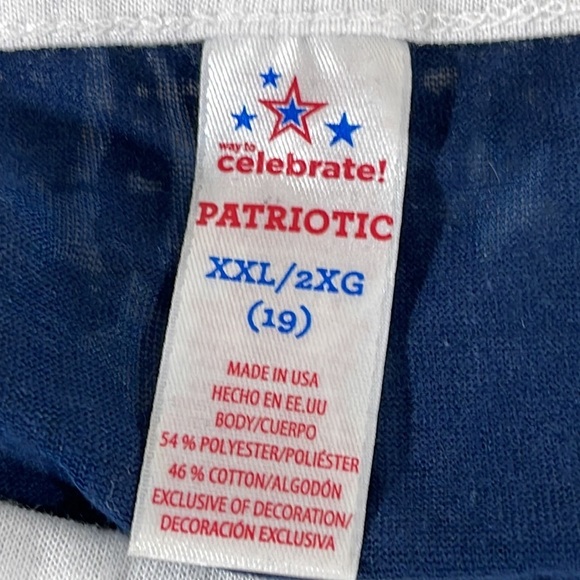 way to
celebrate!
PATRIOTIC
XXL/2XG
(19)
MADE IN USA
HECHO EN EE.UU
BODY/CUERPO
54 % POLYESTER/POLIÉSTER
46 % COTTON/ALGODÓN
EXCLUSIVE OF DECORATION/
DECORACIÓN EXCLUSIVA